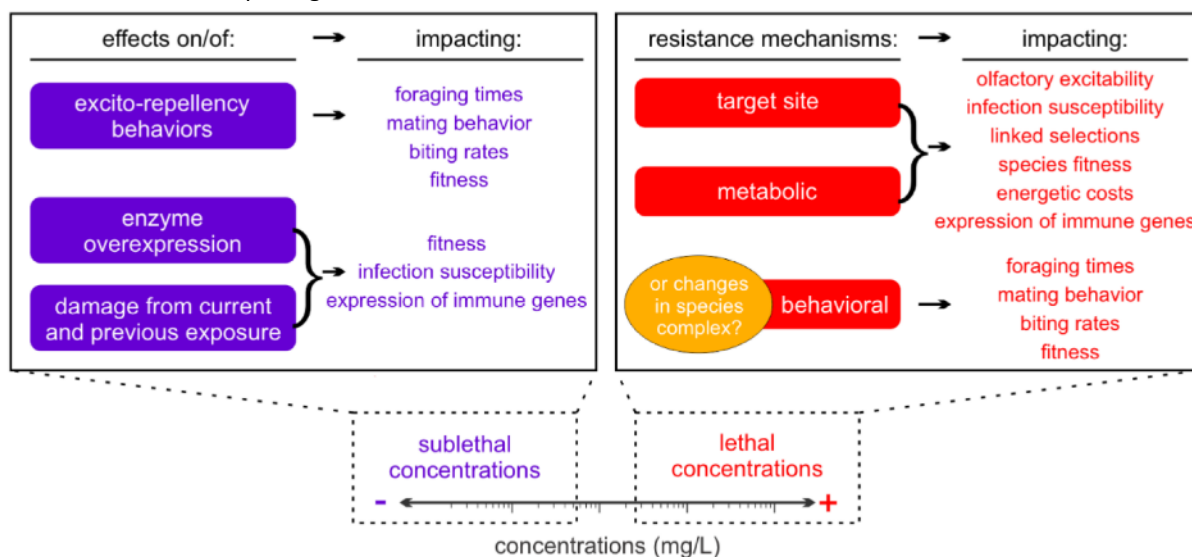 effects on/of:
impacting:
excito-repellency
behaviors
foraging times
mating behavior
biting rates
fitness
enzyme
overexpression
damage from current
and previous exposure
fitness
infection susceptibility
expression of immune genes
resistance mechanisms:
impacting:
target site
metabolic
olfactory excitability
infection susceptibility
linked selections
species fitness
energetic costs
expression of immune genes
or changes
in species
complex?
behavioral
foraging times
mating behavior
biting rates
fitness
sublethal
concentrations
lethal
concentrations
-
+
concentrations (mg/L)